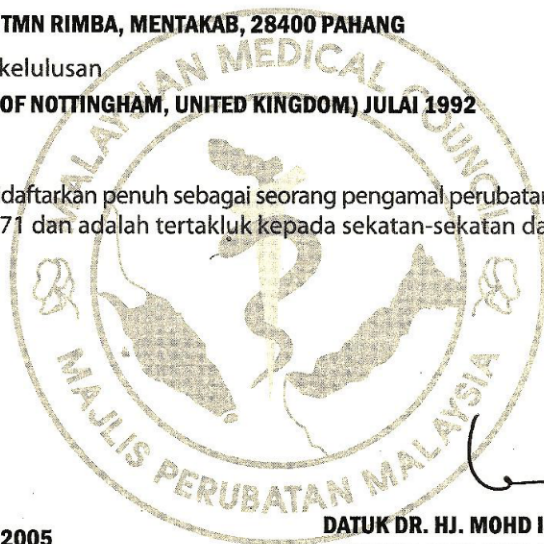 TMN RIMBA, MENTAKAB, 28400 PAHANG
kelulusan
OF NOTTINGHAM, UNITED KINGDOM) JULAI 1992
MALAYSIAN MEDICAL COUNCIL
daftarkan penuh sebagai seorang pengamal perubatan
71 dan adalah tertakluk kepada sekatan-sekatan da
MAJLIS PERUBATAN MALAYSIA
DATUK DR. HJ. MOHD I
2005